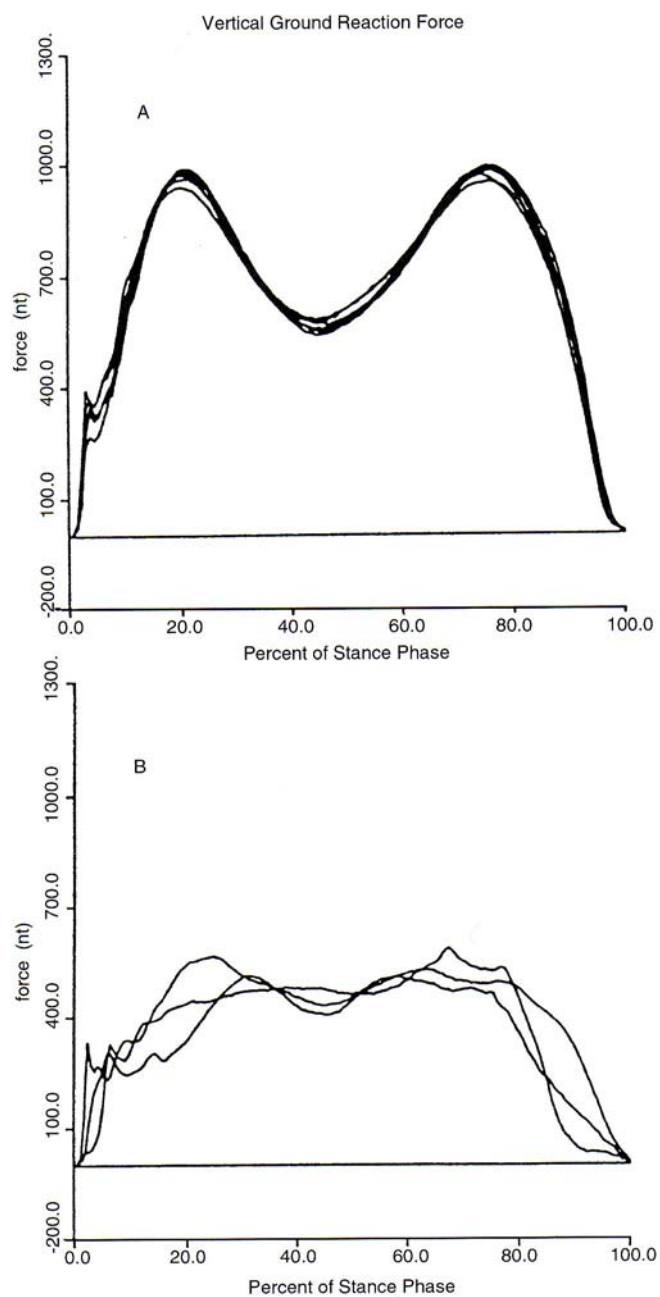 Vertical Ground Reaction Force
1300.
1000.0
700.0
400.0
100.0
-200.0
force (nt)
A
0.0 20.0 40.0 60.0 80.0 100.0
Percent of Stance Phase
1300.
1000.0
700.0
400.0
100.0
-200.0
force (nt)
B
0.0 20.0 40.0 60.0 80.0 100.0
Percent of Stance Phase